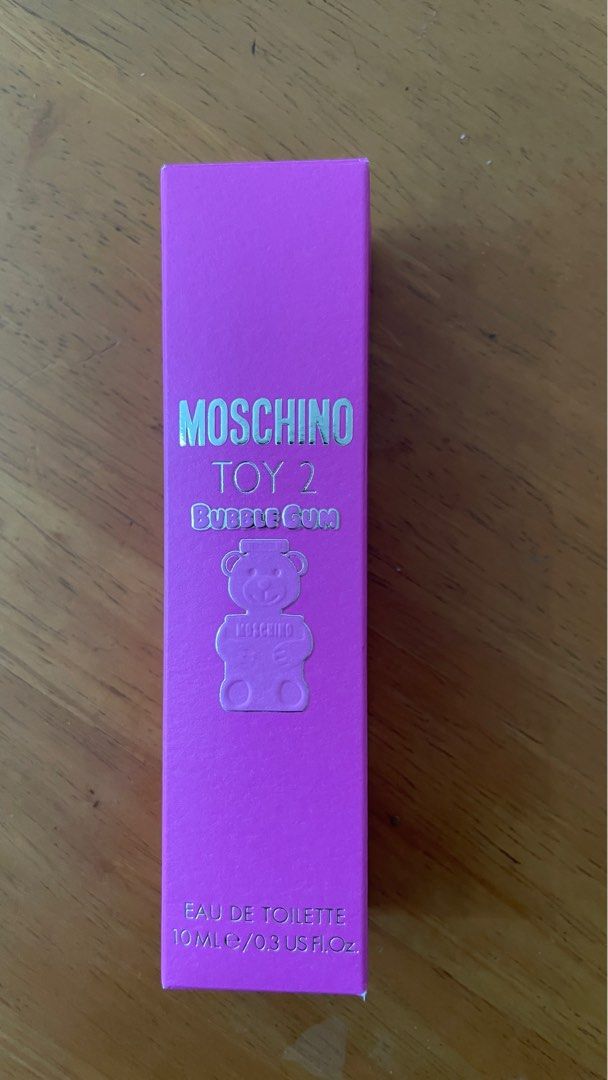 MOSCHINO
TOY 2
BUBBLE GUM
MOSCHINO
EAU DE TOILETTE
10 ML ℮/0.3 US Fl.Oz.